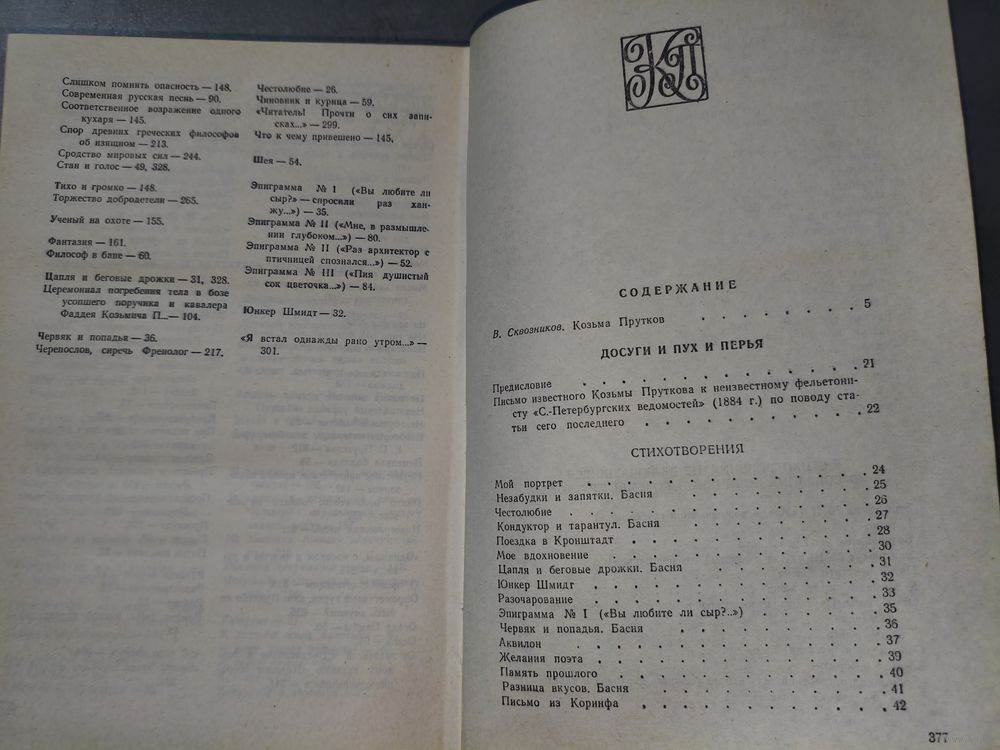 Слишком помнить опасность — 148.
Современная русская песнь — 90.
Соответственное возражение одного
кухаря — 145.
Спор древних греческих философов
об изящном — 213.
Сродство мировых сил — 244.
Стан и голос — 49, 328.
Тихо и громко — 148.
Торжество добродетели — 265.
Ученый на охоте — 155.
Фантазия — 161.
Философ в бане — 60.
Цапля и беговые дрожки — 31, 328.
Церемониал погребения тела в бозе
усопшего поручика и кавалера
Фаддея Козьмича П...— 104.
Червяк и попадья — 36.
Черепослов, сиречь Френолог — 217.
Честолюбие — 26.
Чиновник и курица — 59.
«Читатель! Прочти о сих запи-
сках...» — 299.
Что к чему привешено — 145.
Шея — 54.
Эпиграмма № I («Вы любите ли
сыр?» — спросили раз хан-
жу...») — 35.
Эпиграмма № II («Мне, в размышле-
нии глубоком...») — 80.
Эпиграмма № II («Раз архитектор с
птичницей спознался...») — 52.
Эпиграмма № III («Пия душистый
сок цветочка...») — 84.
Юнкер Шмидт — 32.
«Я встал однажды рано утром...» —
301.
КП
СОДЕРЖАНИЕ
В. Сквозников. Козьма Прутков . . . . . . . . 5
ДОСУГИ И ПУХ И ПЕРЬЯ
Предисловие . . . . . . . . . . . . 21
Письмо известного Козьмы Пруткова к неизвестному фельетони-
сту «С.-Петербургских ведомостей» (1884 г.) по поводу ста-
тьи сего последнего . . . . . . . . . . 22
СТИХОТВОРЕНИЯ
Мой портрет . . . . . . . . . . . . 24
Незабудки и запятки. Басня . . . . . . . . 25
Честолюбие . . . . . . . . . . . . 26
Кондуктор и тарантул. Басня . . . . . . . . 27
Поездка в Кронштадт . . . . . . . . . . 28
Мое вдохновение . . . . . . . . . . . 30
Цапля и беговые дрожки. Басня . . . . . . . 31
Юнкер Шмидт . . . . . . . . . . . . 32
Разочарование . . . . . . . . . . . 33
Эпиграмма № I («Вы любите ли сыр?..») . . . . . 35
Червяк и попадья. Басня . . . . . . . . . 36
Аквилон . . . . . . . . . . . . 37
Желания поэта . . . . . . . . . . . 39
Память прошлого . . . . . . . . . . . 40
Разница вкусов. Басня . . . . . . . . . 41
Письмо из Коринфа . . . . . . . . . . 42
377